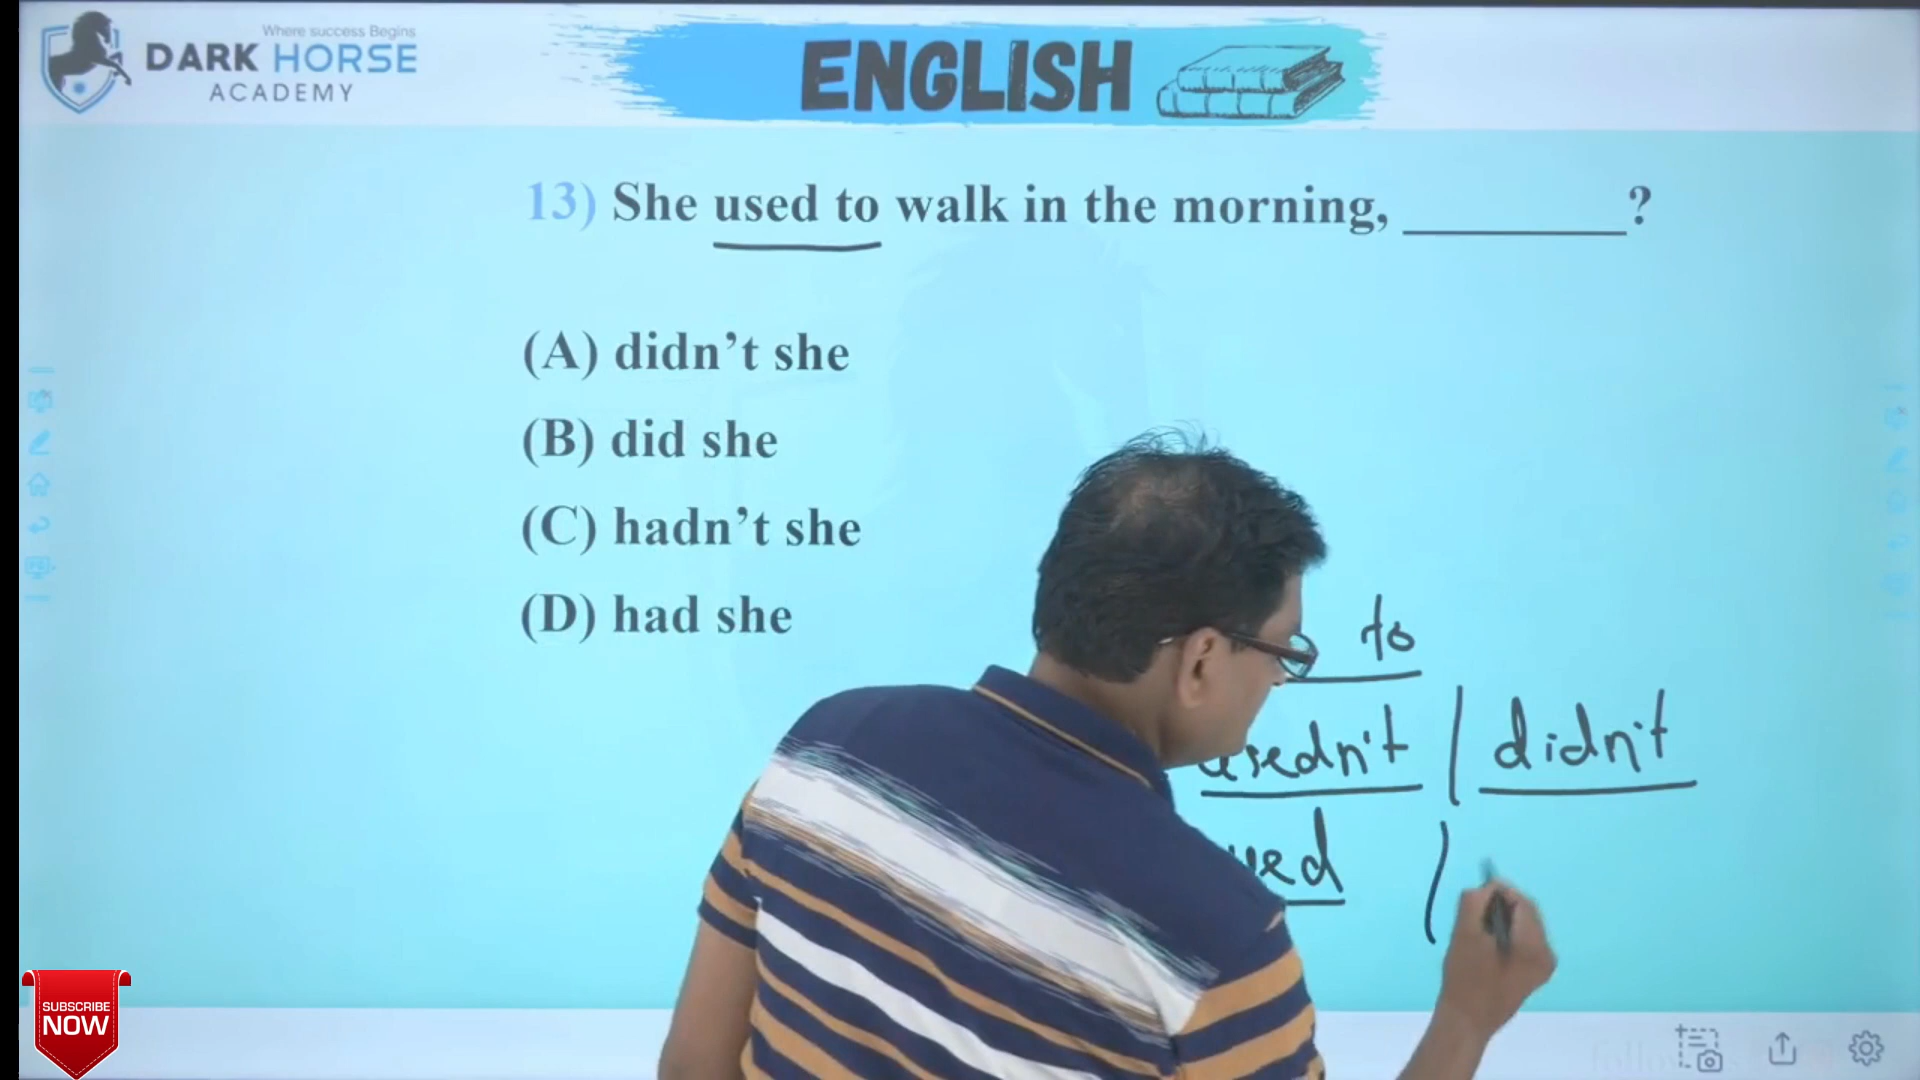 Where success Begins
DARK HORSE
ACADEMY
ENGLISH
13) She used to walk in the morning, ________?
(A) didn't she
(B) did she
(C) hadn't she
(D) had she
to
usedn't / didn't
/
SUBSCRIBE
NOW